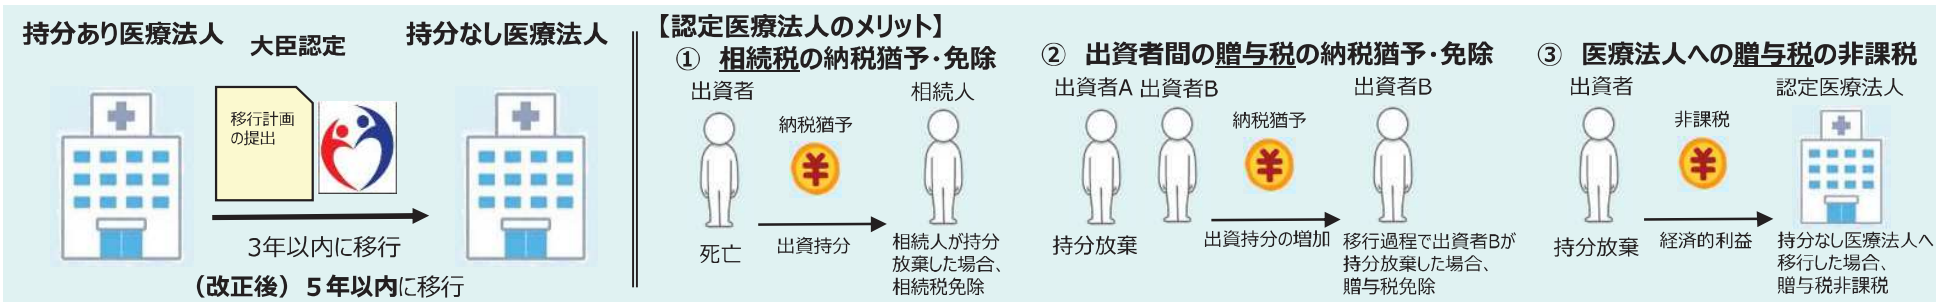 持分あり医療法人
大臣認定
持分なし医療法人
移行計画
の提出
3年以内に移行
(改正後)5年以内に移行
【認定医療法人のメリット】
① 相続税の納税猶予・免除
出資者
相続人
納税猶予
¥
死亡
出資持分
相続人が持分
放棄した場合、
相続税免除
② 出資者間の贈与税の納税猶予・免除
出資者A 出資者B
出資者B
納税猶予
¥
持分放棄
出資持分の増加
移行過程で出資者Bが
持分放棄した場合、
贈与税免除
③ 医療法人への贈与税の非課税
出資者
認定医療法人
非課税
¥
持分放棄
経済的利益
持分なし医療法人へ
移行した場合、
贈与税非課税